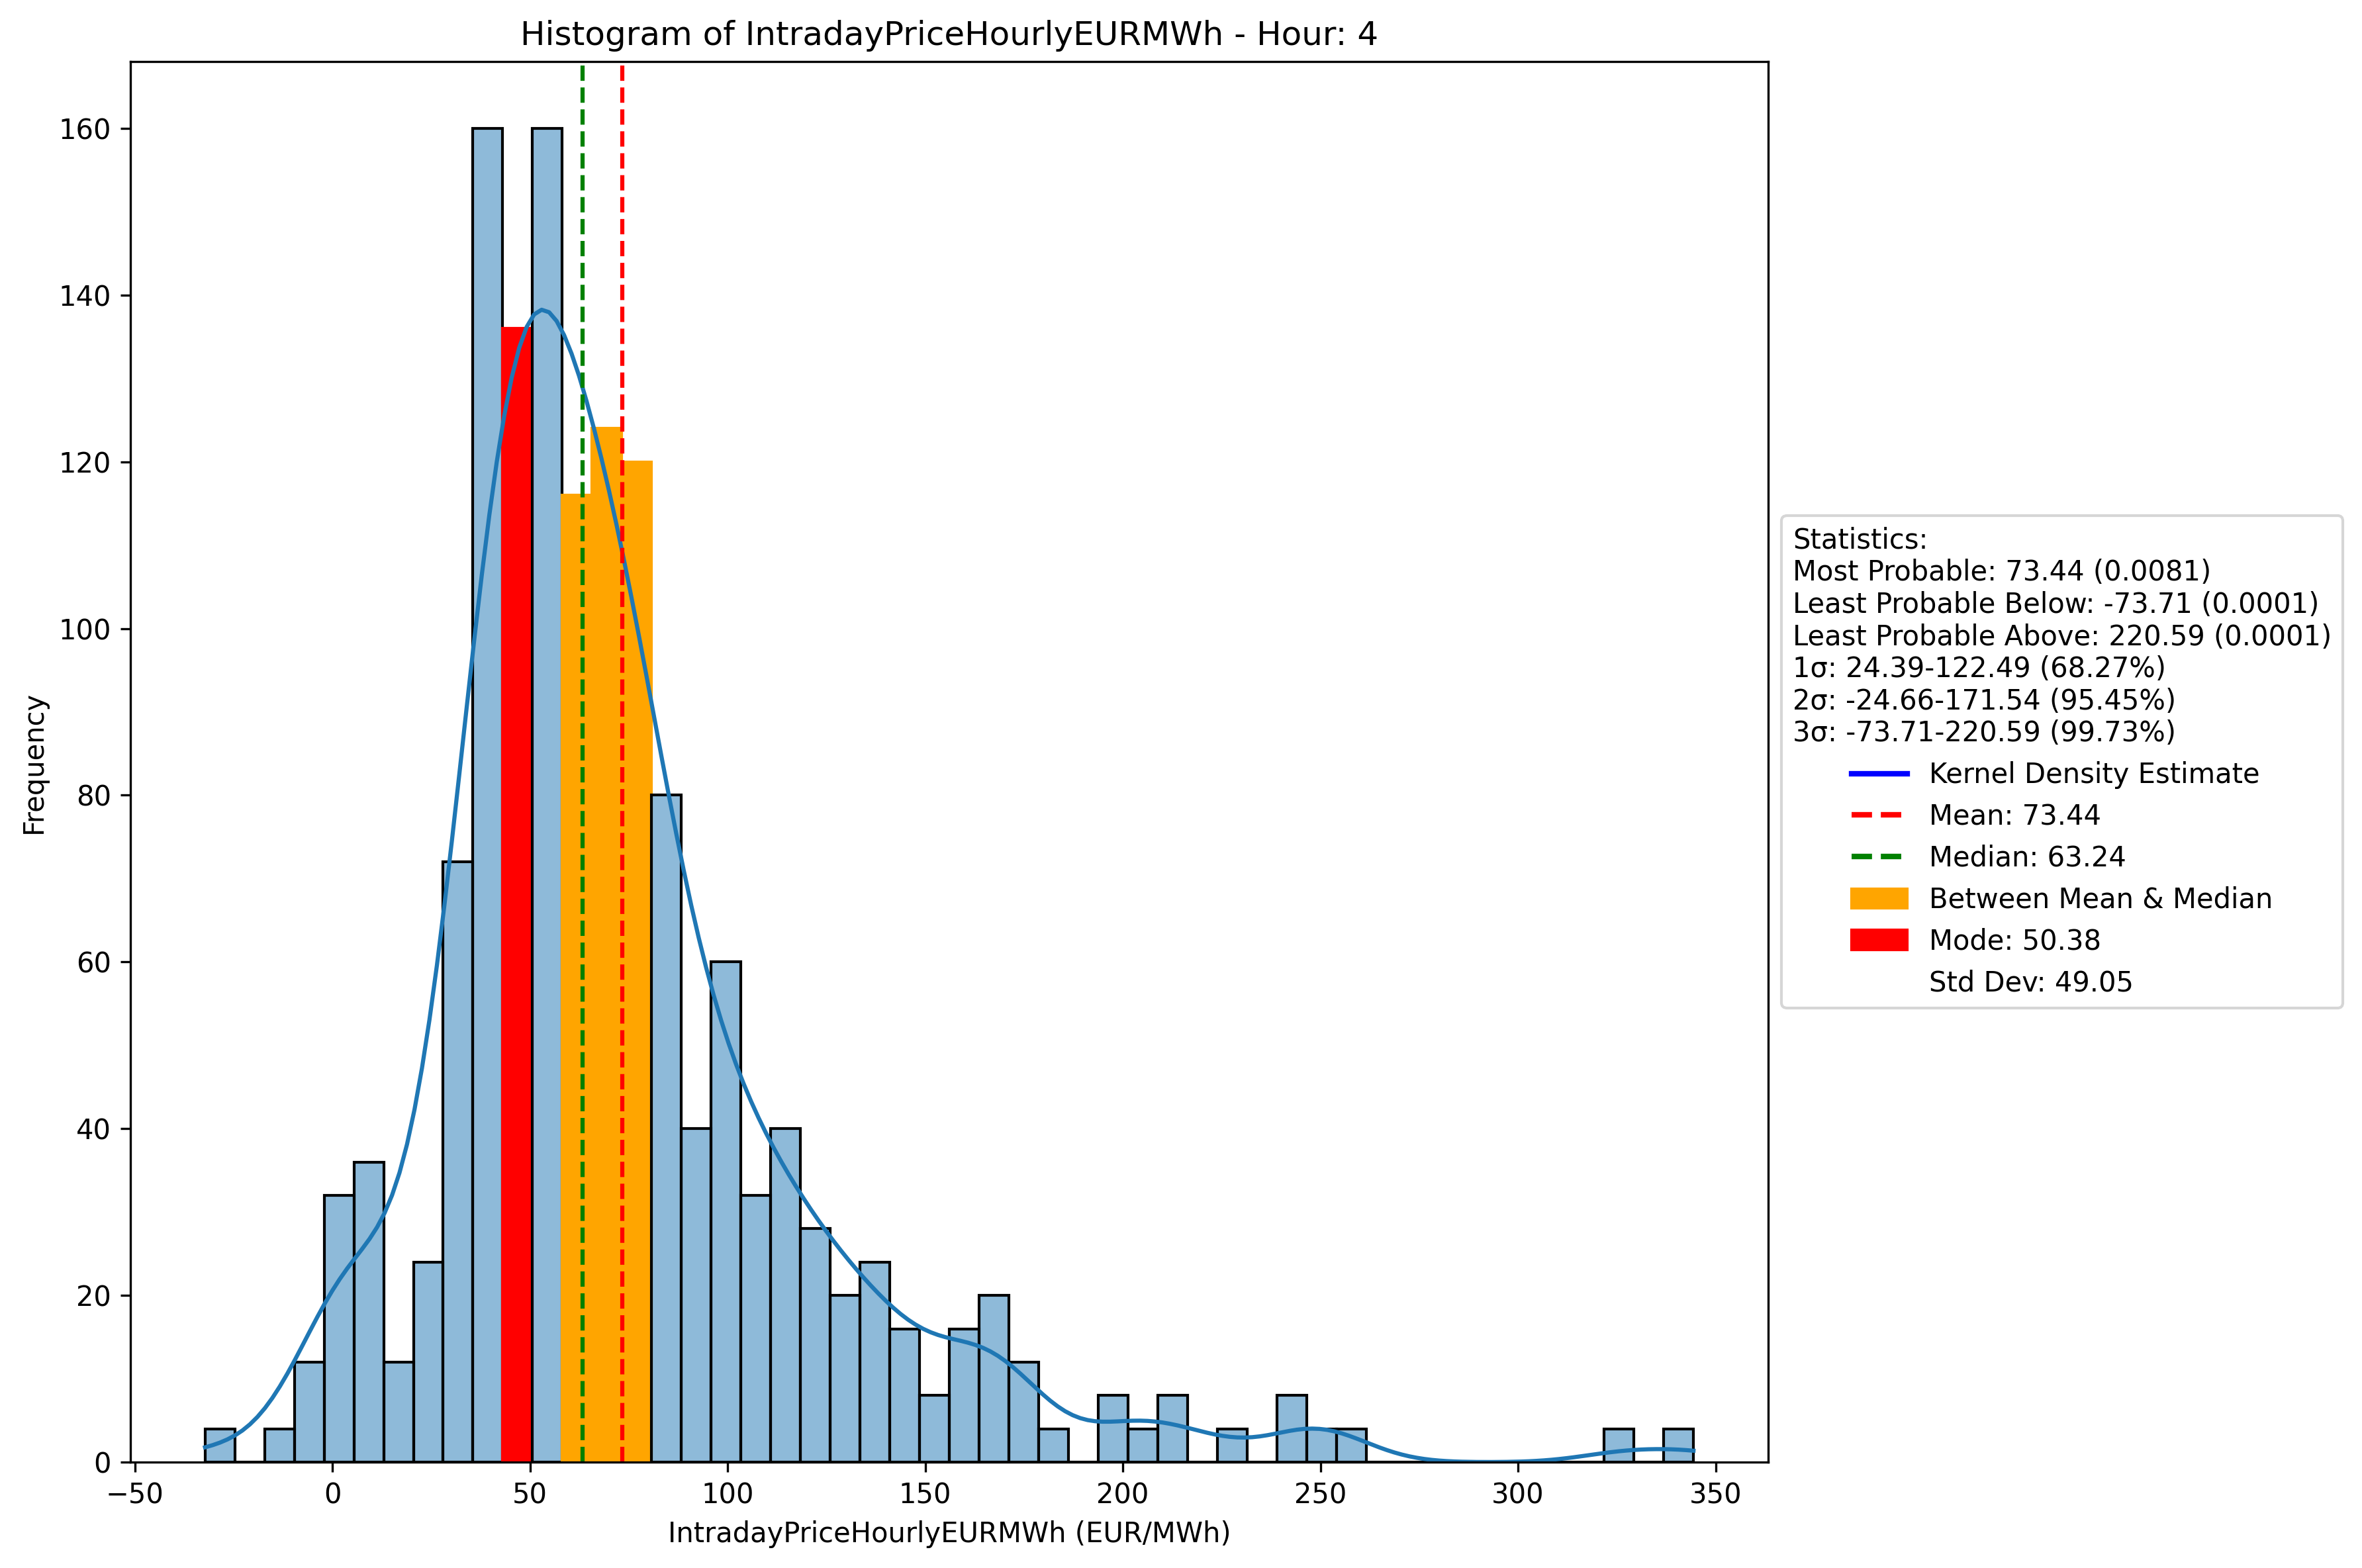 Histogram of IntradayPriceHourlyEURMWh - Hour: 4
160
140
120
100
80
60
40
20
0
Frequency
−50
0
50
100
150
200
250
300
350
IntradayPriceHourlyEURMWh (EUR/MWh)
Statistics:
Most Probable: 73.44 (0.0081)
Least Probable Below: -73.71 (0.0001)
Least Probable Above: 220.59 (0.0001)
1σ: 24.39-122.49 (68.27%)
2σ: -24.66-171.54 (95.45%)
3σ: -73.71-220.59 (99.73%)
Kernel Density Estimate
Mean: 73.44
Median: 63.24
Between Mean & Median
Mode: 50.38
Std Dev: 49.05